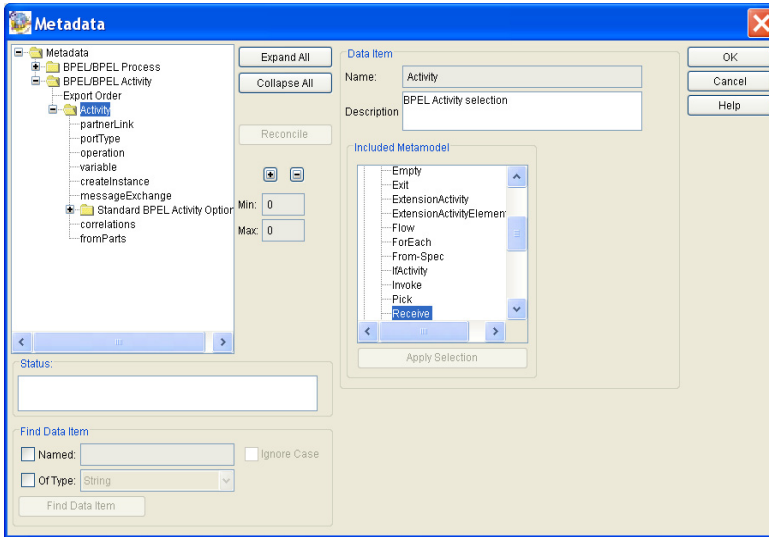 Metadata
Metadata
BPEL/BPEL Process
BPEL/BPEL Activity
Export Order
Activity
partnerLink
portType
operation
variable
createInstance
messageExchange
Standard BPEL Activity Option
correlations
fromParts
Expand All
Collapse All
Reconcile
Min: 0
Max: 0
Status:
Find Data Item
Named:
Ignore Case
Of Type: String
Find Data Item
Data Item
Name: Activity
Description BPEL Activity selection
Included Metamodel
Empty
Exit
ExtensionActivity
ExtensionActivityElement
Flow
ForEach
From-Spec
IfActivity
Invoke
Pick
Receive
Apply Selection
OK
Cancel
Help